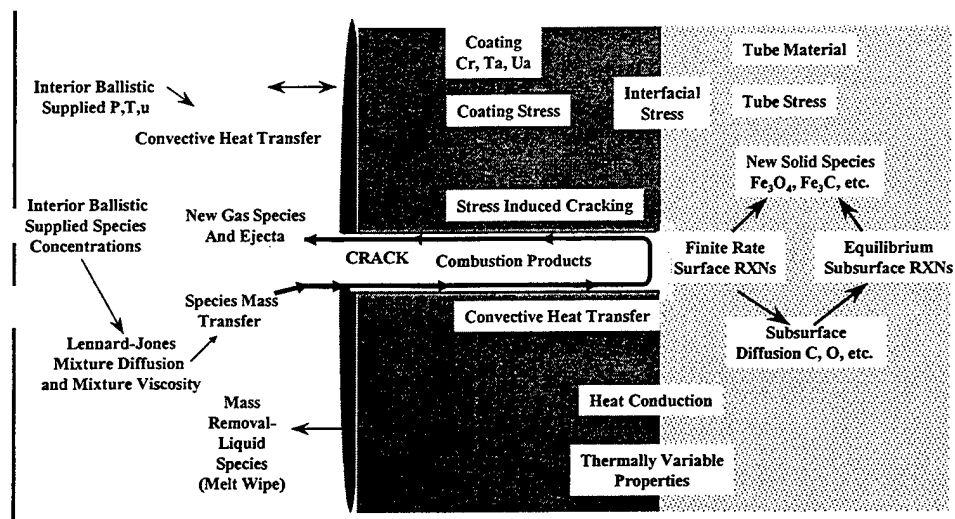 Interior Ballistic
Supplied P,T,u
Convective Heat Transfer
Interior Ballistic
Supplied Species
Concentrations
New Gas Species
And Ejecta
Species Mass
Transfer
Lennard-Jones
Mixture Diffusion
and Mixture Viscosity
Mass
Removal-
Liquid
Species
(Melt Wipe)
Coating
Cr, Ta, Ua
Coating Stress
Interfacial
Stress
Stress Induced Cracking
CRACK
Combustion Products
Convective Heat Transfer
Heat Conduction
Thermally Variable
Properties
Tube Material
Tube Stress
New Solid Species
Fe₃O₄, Fe₃C, etc.
Finite Rate
Surface RXNs
Equilibrium
Subsurface RXNs
Subsurface
Diffusion C, O, etc.